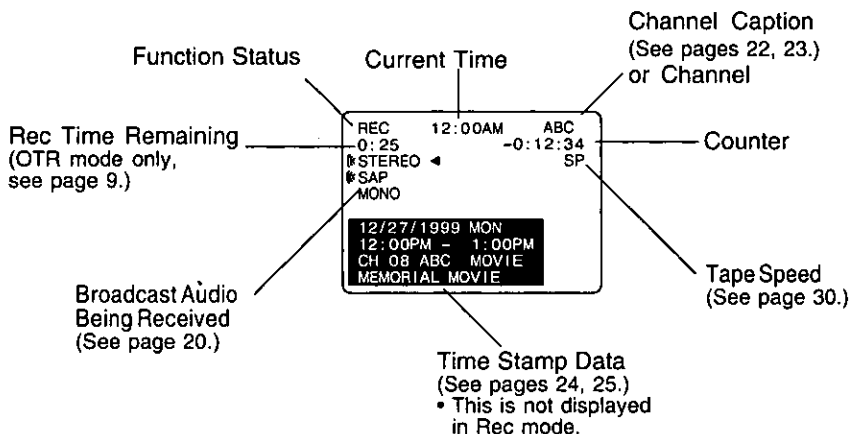 Channel Caption
(See pages 22, 23.)
or Channel
Function Status
Current Time
Rec Time Remaining
(OTR mode only,
see page 9.)
REC 12:00AM ABC
0:25 -0:12:34
STEREO ◄ SP
SAP
MONO
Counter
12/27/1999 MON
12:00PM - 1:00PM
CH 08 ABC MOVIE
MEMORIAL MOVIE
Tape Speed
(See page 30.)
Broadcast Audio
Being Received
(See page 20.)
Time Stamp Data
(See pages 24, 25.)
• This is not displayed
in Rec mode.